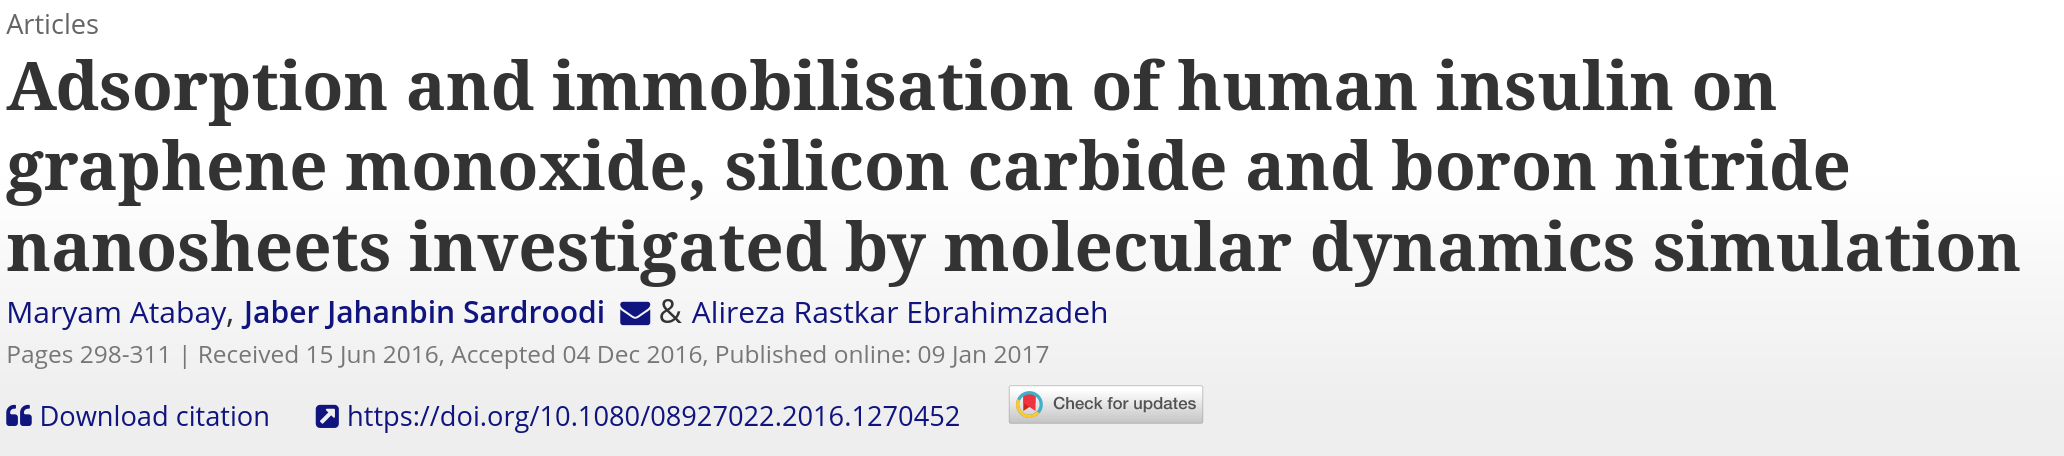 Articles
Adsorption and immobilisation of human insulin on
graphene monoxide, silicon carbide and boron nitride
nanosheets investigated by molecular dynamics simulation
Maryam Atabay, Jaber Jahanbin Sardroodi & Alireza Rastkar Ebrahimzadeh
Pages 298-311 | Received 15 Jun 2016, Accepted 04 Dec 2016, Published online: 09 Jan 2017
Download citation https://doi.org/10.1080/08927022.2016.1270452 Check for updates